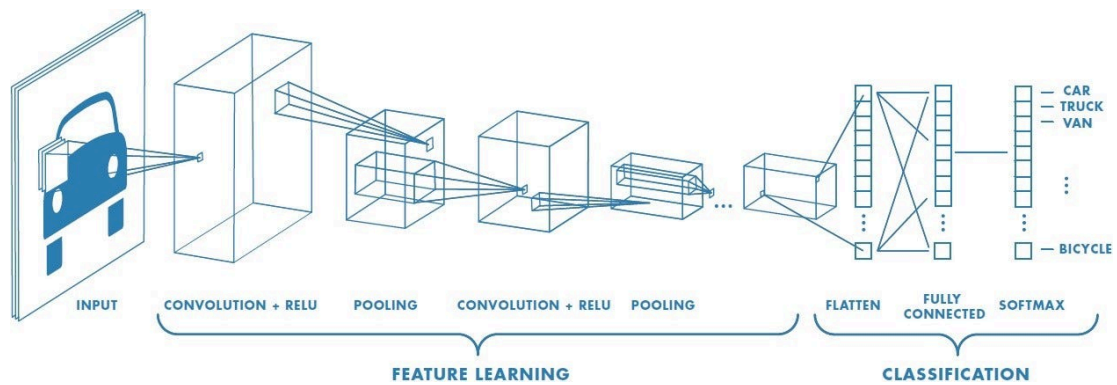 CAR
TRUCK
VAN
...
⋮
⋮
⋮
BICYCLE
INPUT
CONVOLUTION + RELU
POOLING
CONVOLUTION + RELU
POOLING
FLATTEN
FULLY
CONNECTED
SOFTMAX
FEATURE LEARNING
CLASSIFICATION